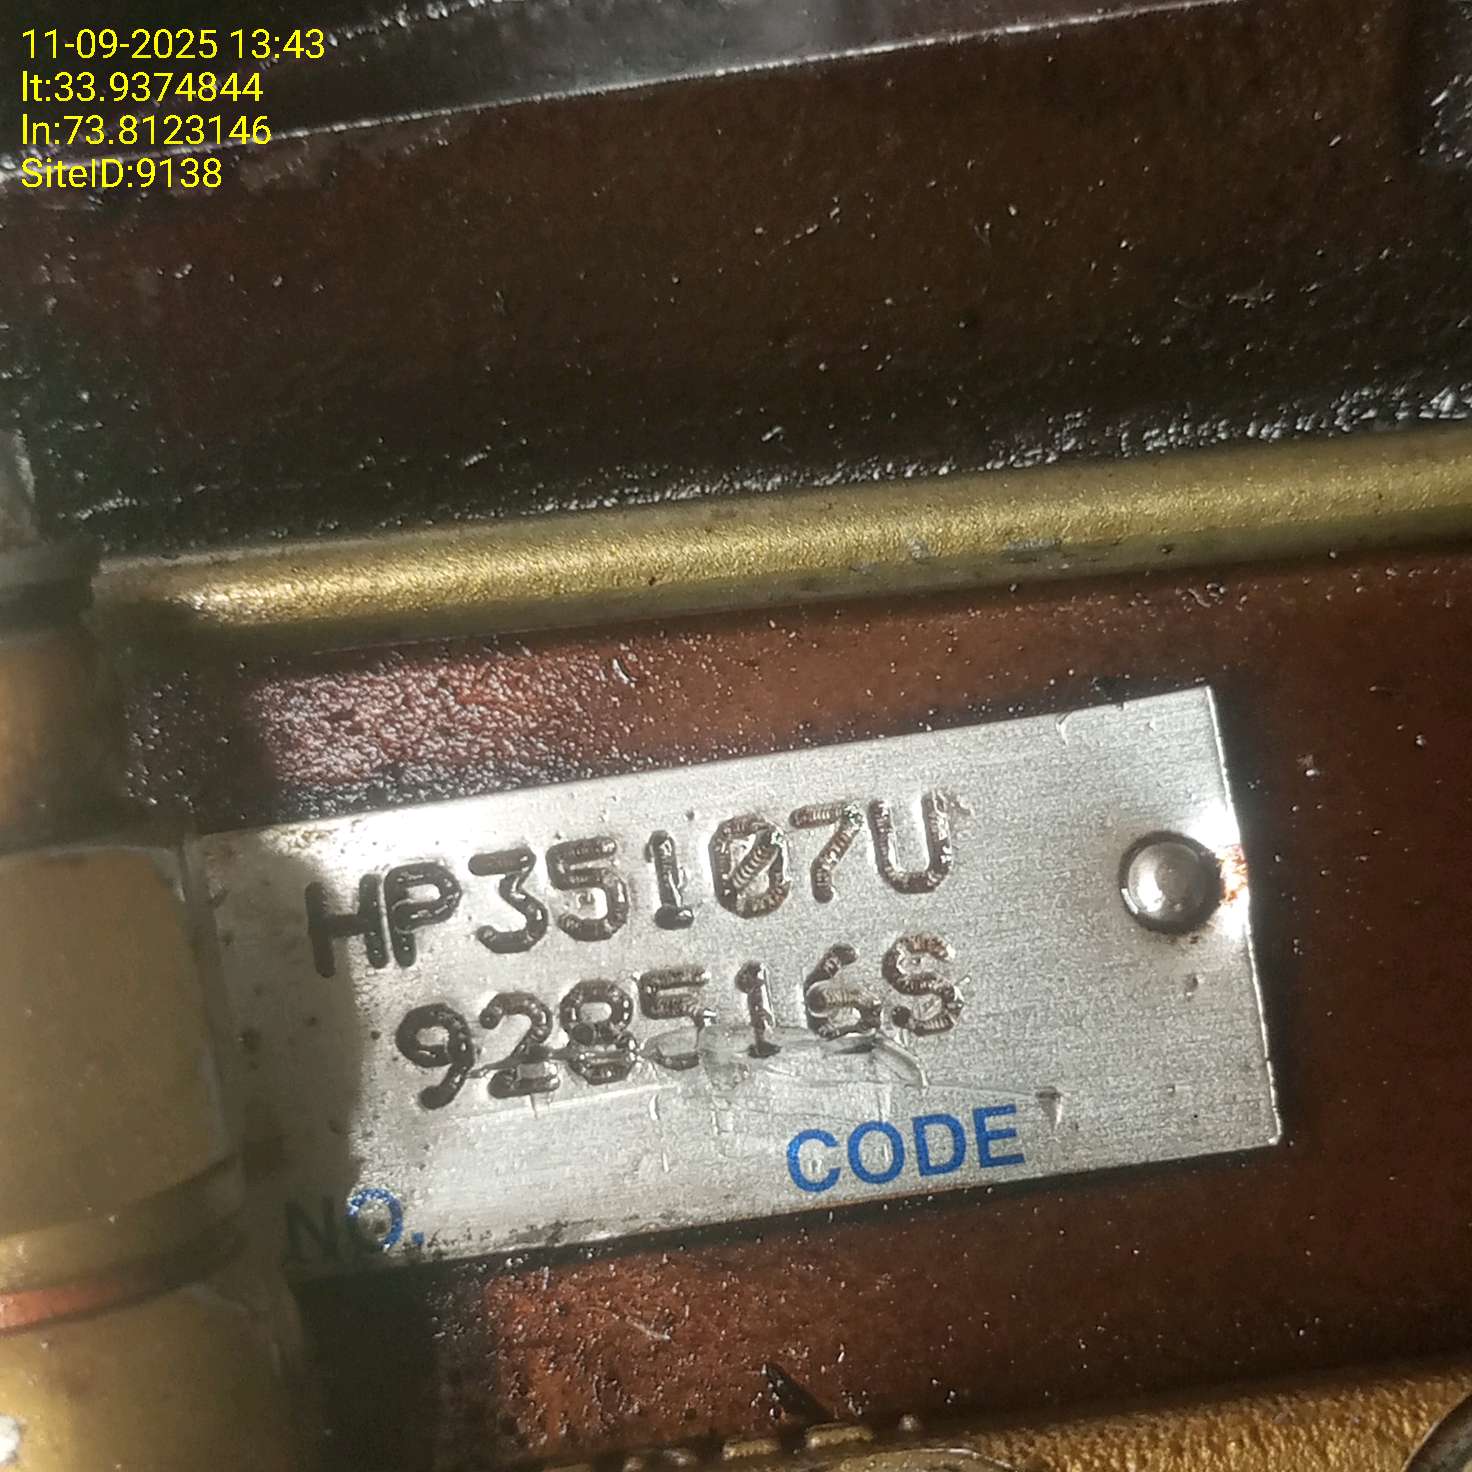 11-09-2025 13:43
lt:33.9374844
ln:73.8123146
SiteID:9138
HP35107U
928516S
CODE
NO.